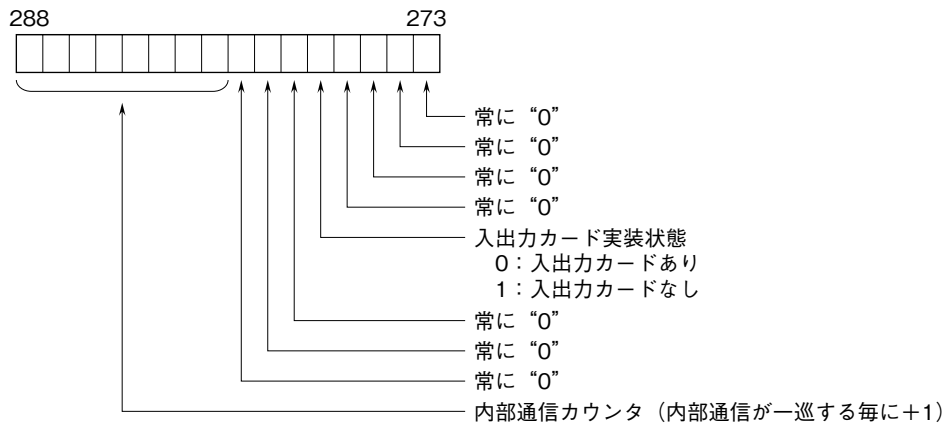 288 273
常に “0”
常に “0”
常に “0”
常に “0”
入出力カード実装状態
0：入出力カードあり
1：入出力カードなし
常に “0”
常に “0”
常に “0”
内部通信カウンタ（内部通信が一巡する毎に＋1）